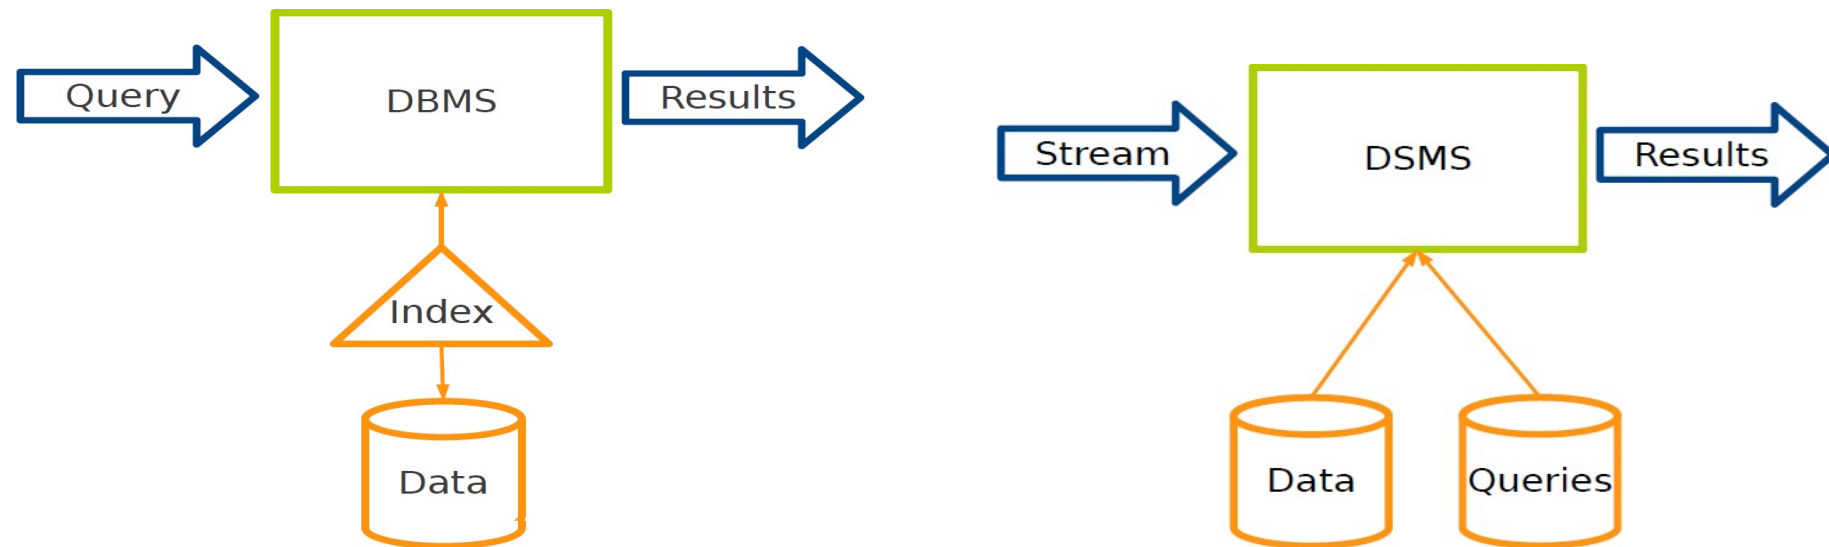 Query
DBMS
Results
Index
Data
Stream
DSMS
Results
Data
Queries